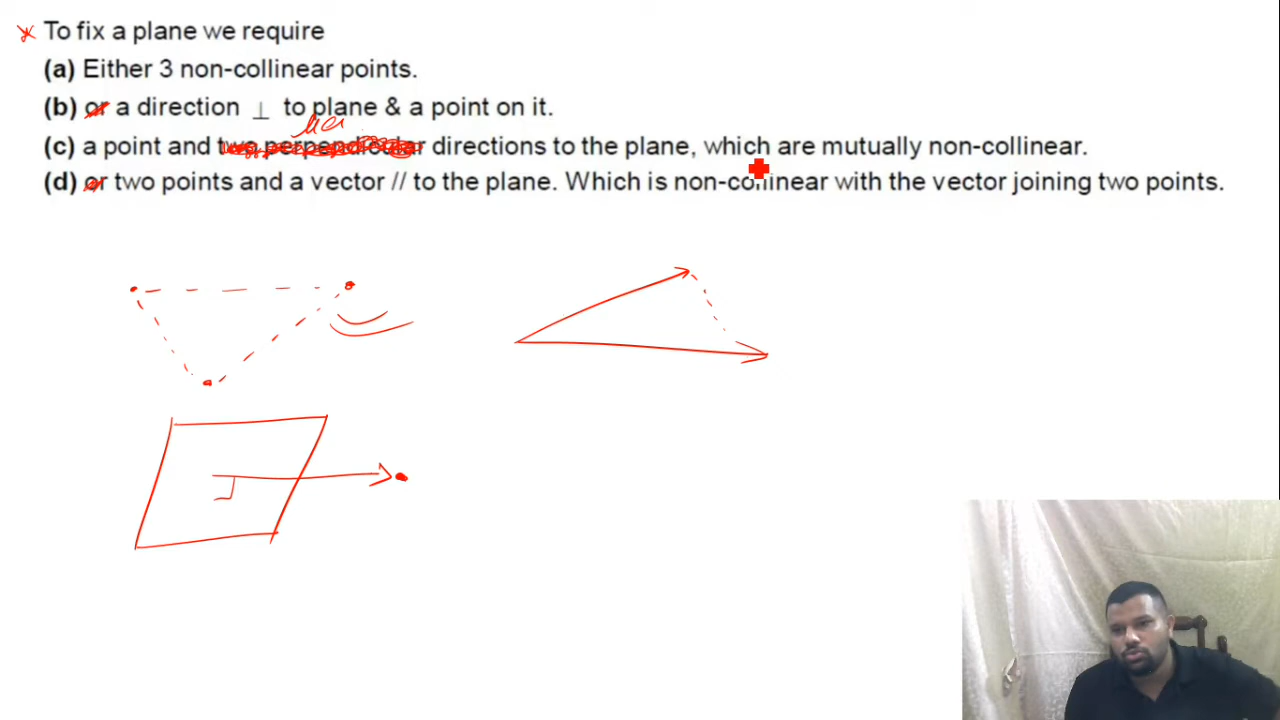 To fix a plane we require
(a) Either 3 non-collinear points.
(b) or a direction ⊥ to plane & a point on it.
(c) a point and two perpendicular directions to the plane, which are mutually non-collinear.
(d) or two points and a vector // to the plane. Which is non-collinear with the vector joining two points.